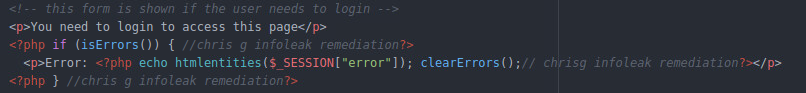 <!-- this form is shown if the user needs to login -->
<p>You need to login to access this page</p>
<?php if (isErrors()) { //chris g infoleak remediation?>
<p>Error: <?php echo htmlentities($_SESSION["error"]); clearErrors();// chrisg infoleak remediation?></p>
<?php } //chris g infoleak remediation?>